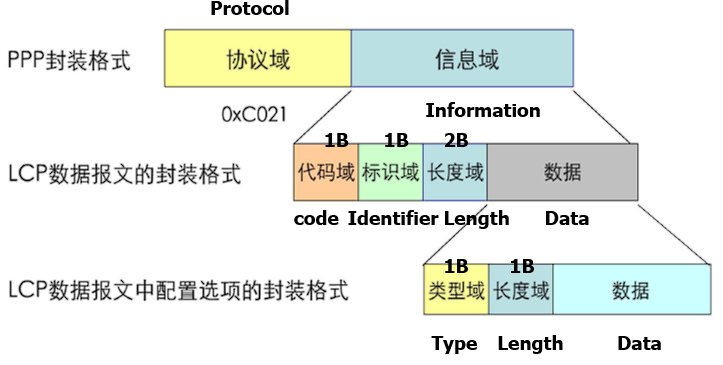 Protocol
PPP封装格式
协议域
信息域
0xC021
Information
1B 1B 2B
LCP数据报文的封装格式
代码域 标识域 长度域 数据
code Identifier Length Data
1B 1B
LCP数据报文中配置选项的封装格式
类型域 长度域 数据
Type Length Data